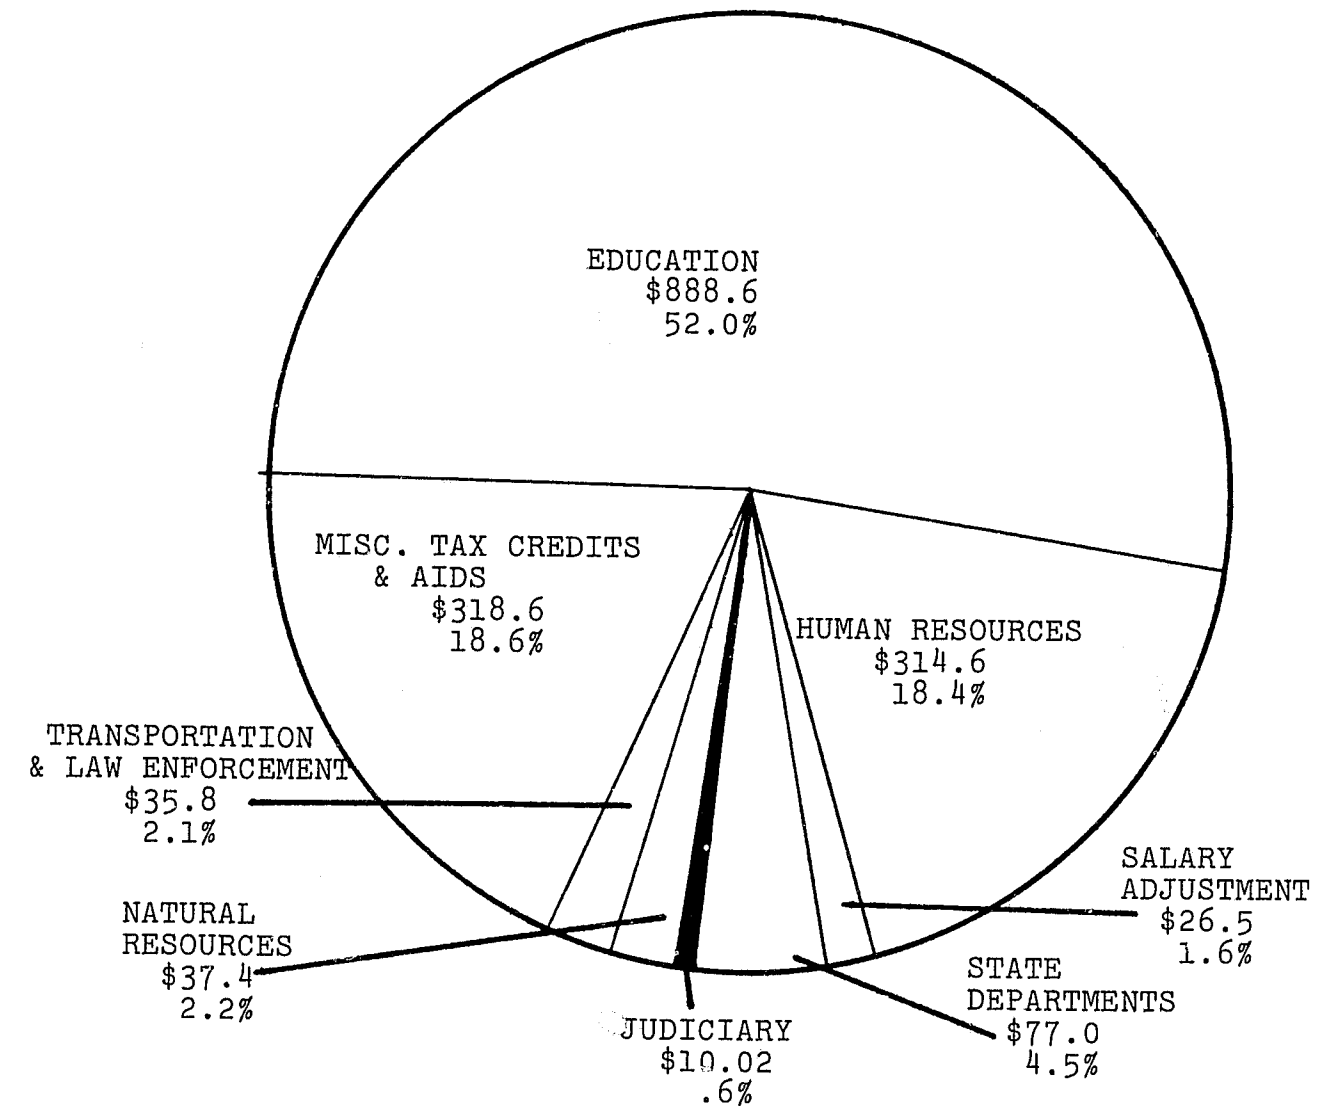 EDUCATION
$888.6
52.0%
MISC. TAX CREDITS
& AIDS
$318.6
18.6%
HUMAN RESOURCES
$314.6
18.4%
TRANSPORTATION
& LAW ENFORCEMENT
$35.8
2.1%
NATURAL
RESOURCES
$37.4
2.2%
JUDICIARY
$10.02
.6%
STATE
DEPARTMENTS
$77.0
4.5%
SALARY
ADJUSTMENT
$26.5
1.6%